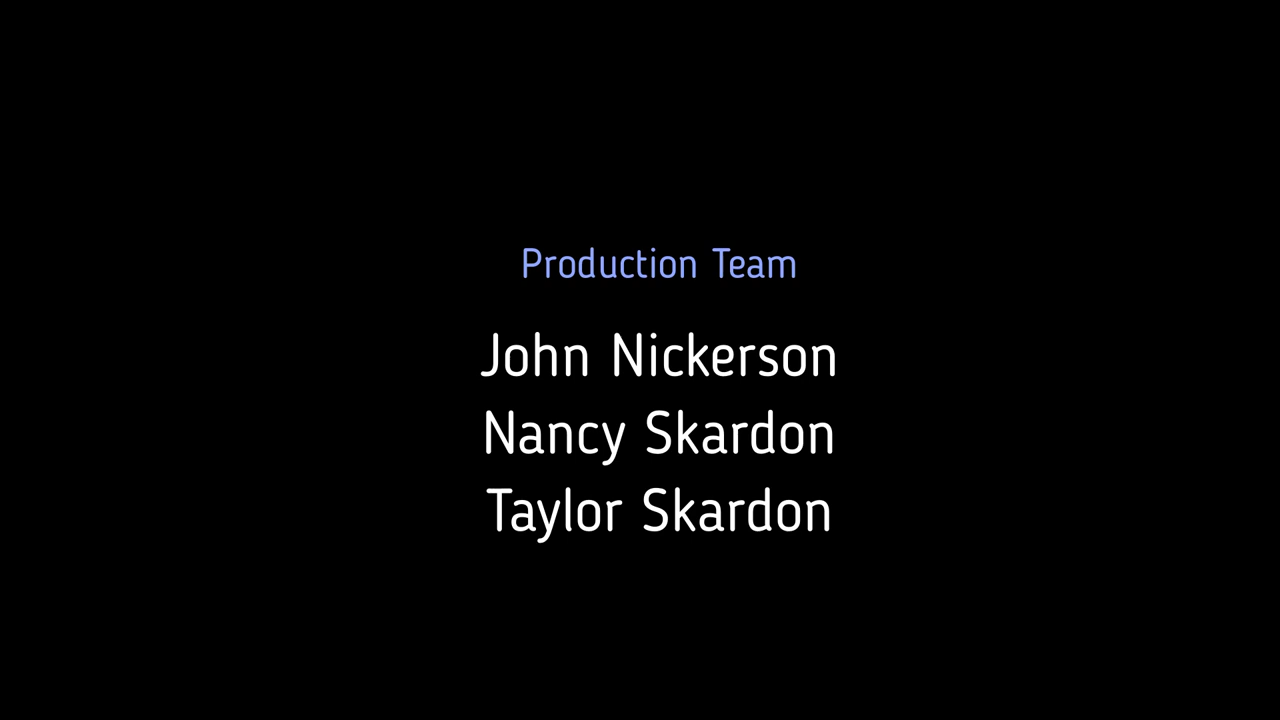 Production Team
John Nickerson
Nancy Skardon
Taylor Skardon